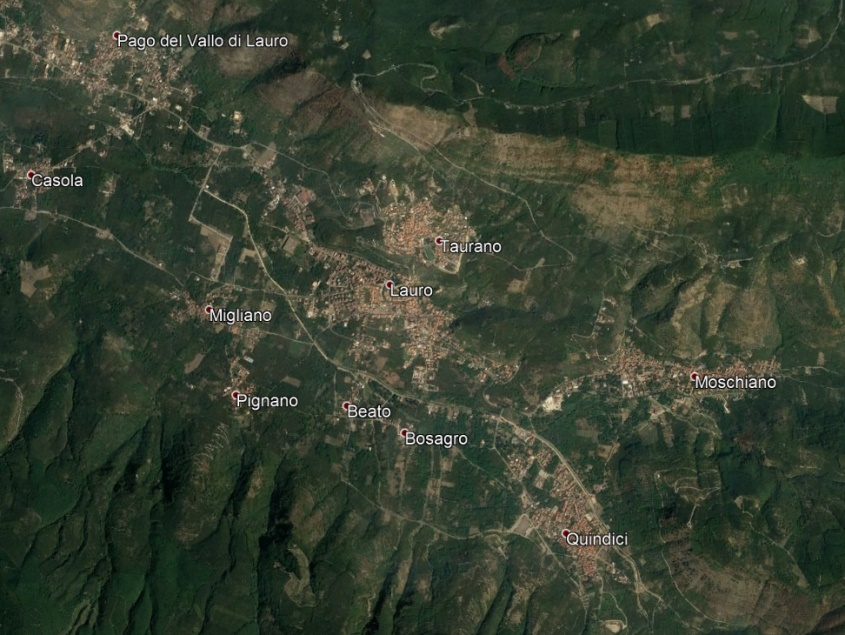 Pago del Vallo di Lauro
Casola
Taurano
Lauro
Migliano
Moschiano
Pignano
Beato
Bosagro
Quindici